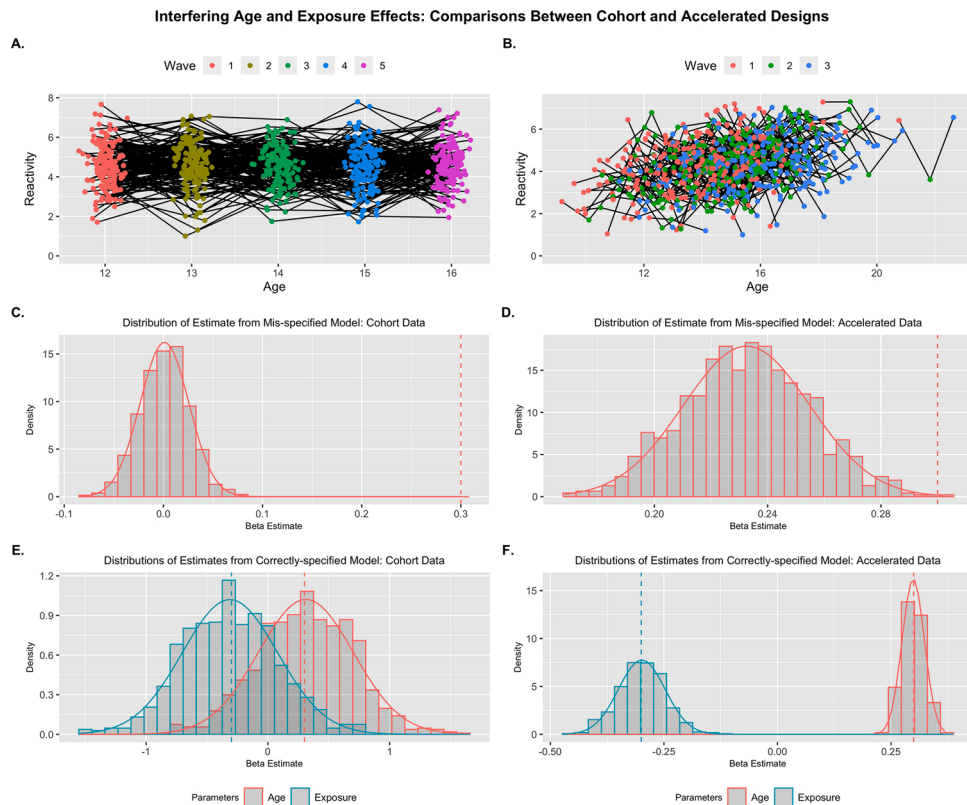 Interfering Age and Exposure Effects: Comparisons Between Cohort and Accelerated Designs
A.
Wave 1 2 3 4 5
8
6
4
2
0
Reactivity
12 13 14 15 16
Age
B.
Wave 1 2 3
6
4
2
0
Reactivity
12 16 20
Age
C.
Distribution of Estimate from Mis-specified Model: Cohort Data
15
10
5
0
Density
-0.1 0.0 0.1 0.2 0.3
Beta Estimate
D.
Distribution of Estimate from Mis-specified Model: Accelerated Data
15
10
5
0
Density
0.20 0.24 0.28
Beta Estimate
E.
Distributions of Estimates from Correctly-specified Model: Cohort Data
1.2
0.9
0.6
0.3
0.0
Density
-1 0 1
Beta Estimate
Parameters Age Exposure
F.
Distributions of Estimates from Correctly-specified Model: Accelerated Data
15
10
5
0
Density
-0.50 -0.25 0.00 0.25
Beta Estimate
Parameters Age Exposure